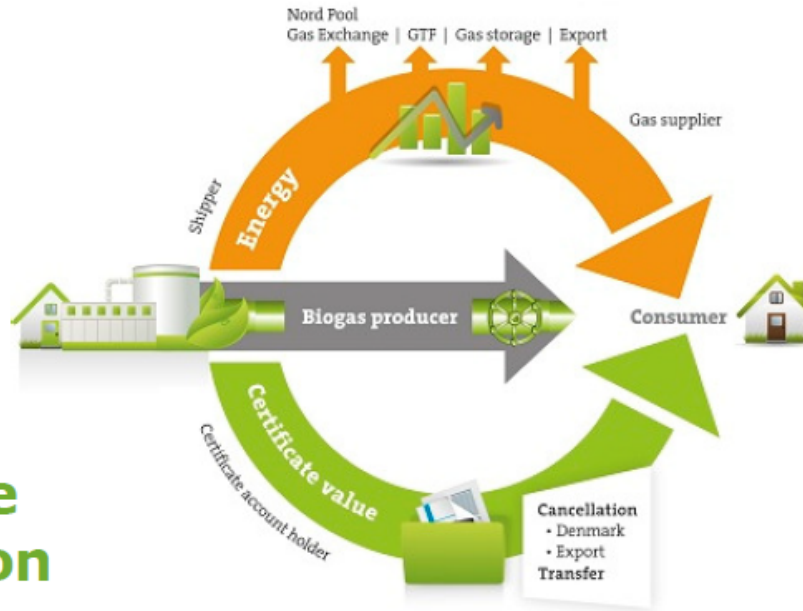 Nord Pool
Gas Exchange | GTF | Gas storage | Export
Gas supplier
Shipper
Energy
Biogas producer
Consumer
Certificate value
Certificate account holder
Cancellation
• Denmark
• Export
Transfer
e
on